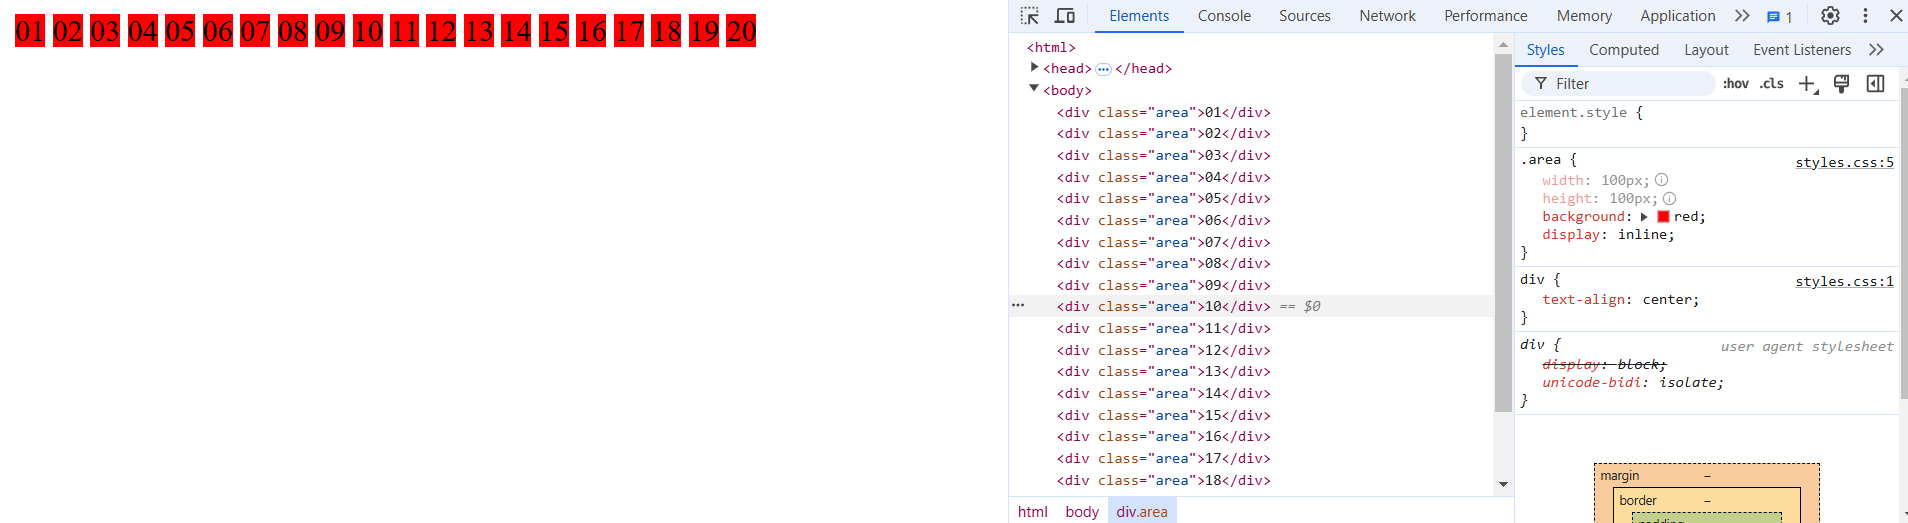 01 02 03 04 05 06 07 08 09 10 11 12 13 14 15 16 17 18 19 20
Elements Console Sources Network Performance Memory Application 1
<html>
<head> ... </head>
<body>
<div class="area">01</div>
<div class="area">02</div>
<div class="area">03</div>
<div class="area">04</div>
<div class="area">05</div>
<div class="area">06</div>
<div class="area">07</div>
<div class="area">08</div>
<div class="area">09</div>
<div class="area">10</div> == $0
<div class="area">11</div>
<div class="area">12</div>
<div class="area">13</div>
<div class="area">14</div>
<div class="area">15</div>
<div class="area">16</div>
<div class="area">17</div>
<div class="area">18</div>
html body div.area
Styles Computed Layout Event Listeners
Filter :hov .cls
element.style {
}
.area { styles.css:5
width: 100px;
height: 100px;
background: red;
display: inline;
}
div { styles.css:1
text-align: center;
}
div { user agent stylesheet
display: block;
unicode-bidi: isolate;
}
margin –
border –